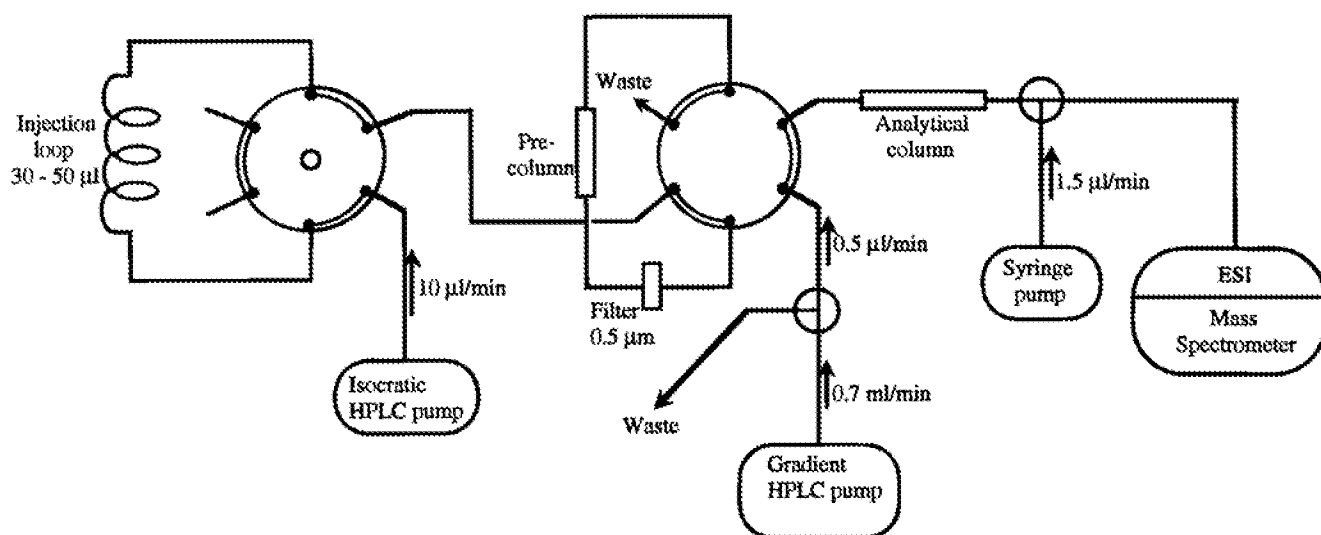 Injection
loop
30 - 50 µl
10 µl/min
Isocratic
HPLC pump
Waste
Pre-
column
Filter
0.5 µm
Waste
0.5 µl/min
0.7 ml/min
Gradient
HPLC pump
Analytical
column
1.5 µl/min
Syringe
pump
ESI
Mass
Spectrometer